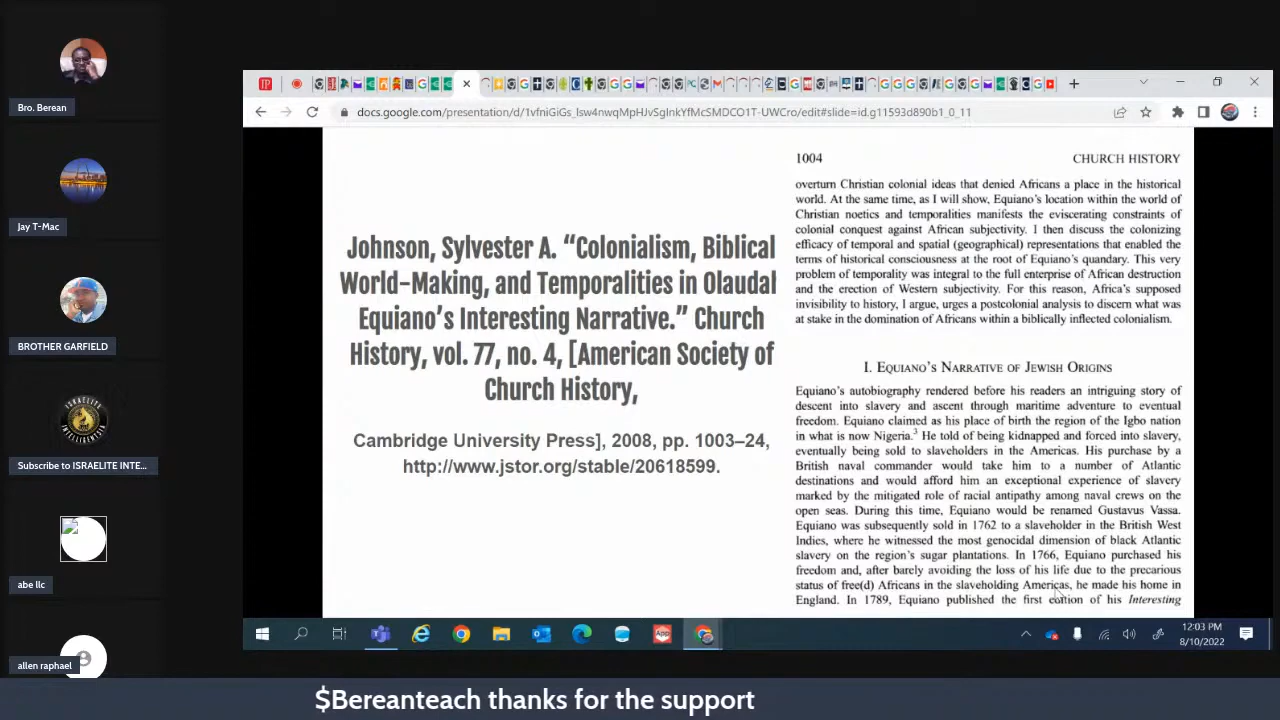 Bro. Berean
Jay T-Mac
BROTHER GARFIELD
ISRAELITE
INTELLIGENTS
Subscribe to ISRAELITE INTE...
abe llc
allen raphael
docs.google.com/presentation/d/1vfniGiGs_lsw4nwqMpHJvSgInkYfMcSMDCO1T-UWCro/edit#slide=id.g11593d890b1_0_11
Johnson, Sylvester A. “Colonialism, Biblical
World-Making, and Temporalities in Olaudal
Equiano’s Interesting Narrative.” Church
History, vol. 77, no. 4, [American Society of
Church History,
Cambridge University Press], 2008, pp. 1003–24,
http://www.jstor.org/stable/20618599.
1004 CHURCH HISTORY
overturn Christian colonial ideas that denied Africans a place in the historical
world. At the same time, as I will show, Equiano’s location within the world of
Christian noetics and temporalities manifests the eviscerating constraints of
colonial conquest against African subjectivity. I then discuss the colonizing
efficacy of temporal and spatial (geographical) representations that enabled the
terms of historical consciousness at the root of Equiano’s quandary. This very
problem of temporality was integral to the full enterprise of African destruction
and the erection of Western subjectivity. For this reason, Africa’s supposed
invisibility to history, I argue, urges a postcolonial analysis to discern what was
at stake in the domination of Africans within a biblically inflected colonialism.
I. EQUIANO’S NARRATIVE OF JEWISH ORIGINS
Equiano’s autobiography rendered before his readers an intriguing story of
descent into slavery and ascent through maritime adventure to eventual
freedom. Equiano claimed as his place of birth the region of the Igbo nation
in what is now Nigeria.3 He told of being kidnapped and forced into slavery,
eventually being sold to slaveholders in the Americas. His purchase by a
British naval commander would take him to a number of Atlantic
destinations and would afford him an exceptional experience of slavery
marked by the mitigated role of racial antipathy among naval crews on the
open seas. During this time, Equiano would be renamed Gustavus Vassa.
Equiano was subsequently sold in 1762 to a slaveholder in the British West
Indies, where he witnessed the most genocidal dimension of black Atlantic
slavery on the region’s sugar plantations. In 1766, Equiano purchased his
freedom and, after barely avoiding the loss of his life due to the precarious
status of free(d) Africans in the slaveholding Americas, he made his home in
England. In 1789, Equiano published the first edition of his Interesting
App
12:03 PM
8/10/2022
$Bereanteach thanks for the support